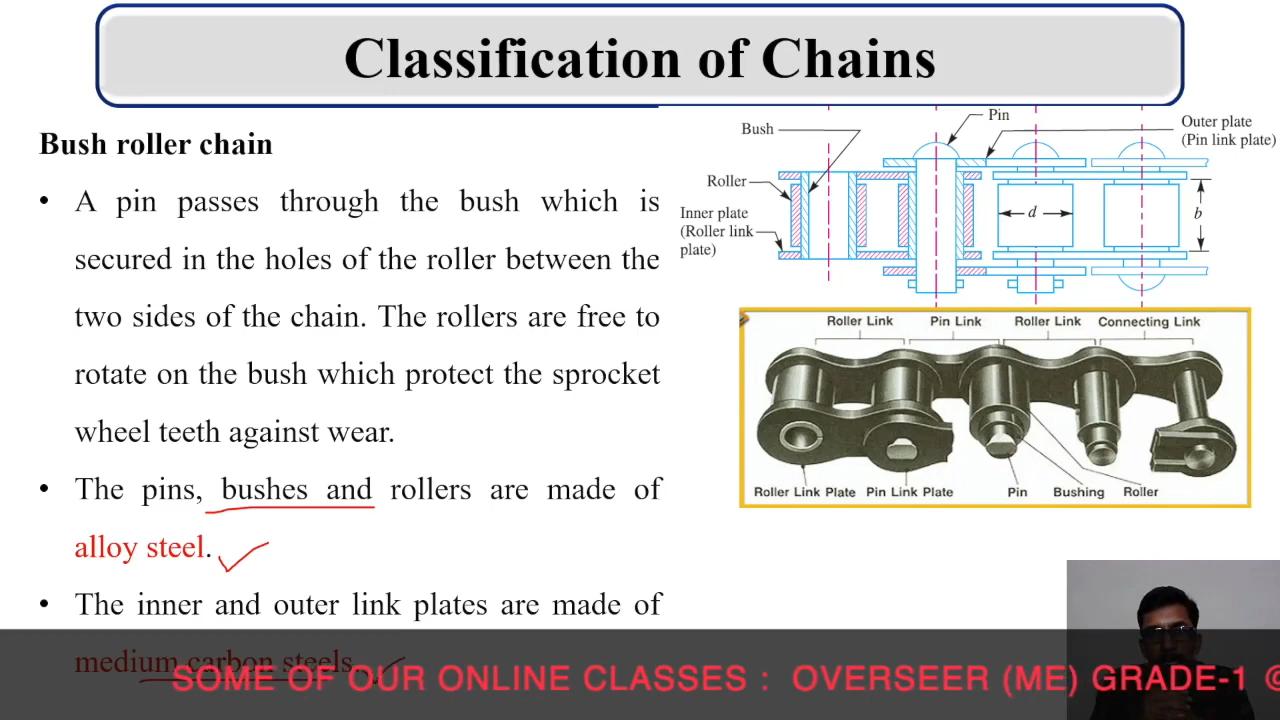 Classification of Chains
Bush roller chain
• A pin passes through the bush which is
secured in the holes of the roller between the
two sides of the chain. The rollers are free to
rotate on the bush which protect the sprocket
wheel teeth against wear.
• The pins, bushes and rollers are made of
alloy steel.
• The inner and outer link plates are made of
medium carbon steels.
Pin
Bush
Outer plate
(Pin link plate)
Roller
Inner plate
(Roller link
plate)
d
b
Roller Link Pin Link Roller Link Connecting Link
Roller Link Plate Pin Link Plate Pin Bushing Roller
SOME OF OUR ONLINE CLASSES : OVERSEER (ME) GRADE-1 ©